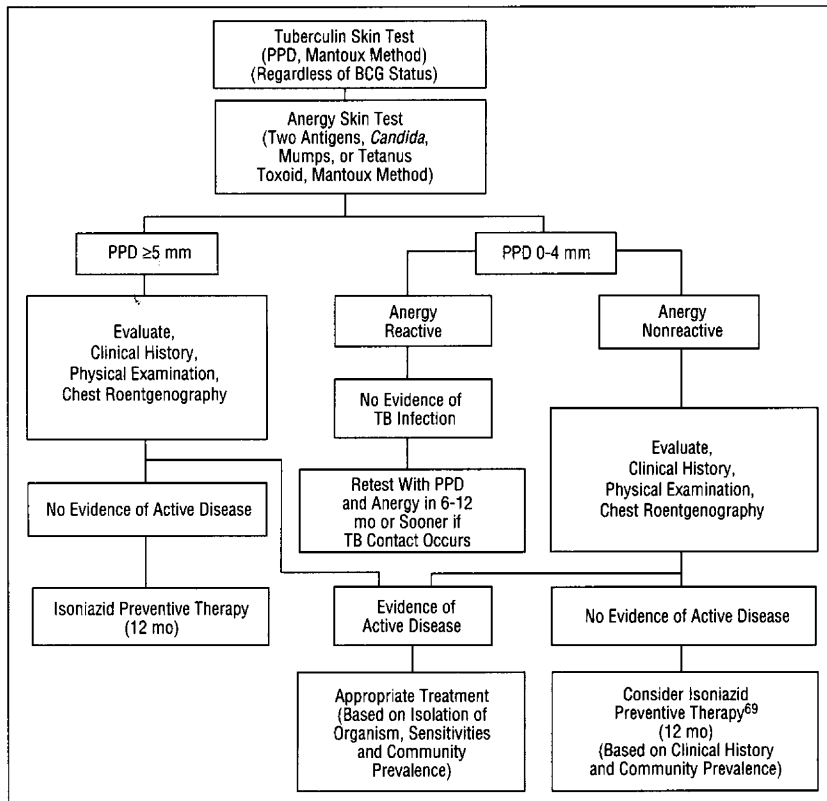 Tuberculin Skin Test
(PPD, Mantoux Method)
(Regardless of BCG Status)
Anergy Skin Test
(Two Antigens, Candida,
Mumps, or Tetanus
Toxoid, Mantoux Method)
PPD ≥5 mm
PPD 0-4 mm
Evaluate,
Clinical History,
Physical Examination,
Chest Roentgenography
Anergy
Reactive
Anergy
Nonreactive
No Evidence of
TB Infection
Evaluate,
Clinical History,
Physical Examination,
Chest Roentgenography
Retest With PPD
and Anergy in 6-12
mo or Sooner if
TB Contact Occurs
No Evidence of Active Disease
Isoniazid Preventive Therapy
(12 mo)
Evidence of
Active Disease
No Evidence of Active Disease
Appropriate Treatment
(Based on Isolation of
Organism, Sensitivities
and Community
Prevalence)
Consider Isoniazid
Preventive Therapy69
(12 mo)
(Based on Clinical History
and Community Prevalence)